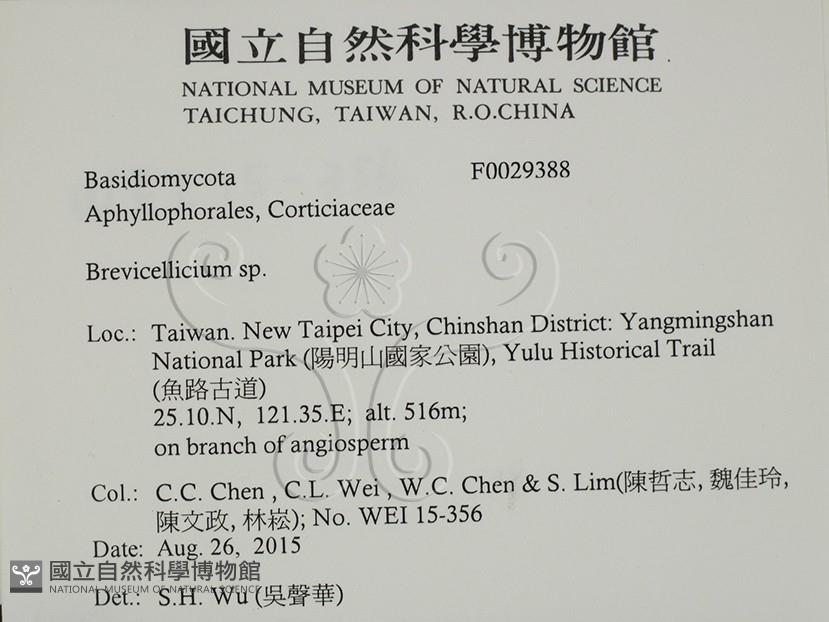 國立自然科學博物館
NATIONAL MUSEUM OF NATURAL SCIENCE
TAICHUNG, TAIWAN, R.O.CHINA
Basidiomycota F0029388
Aphyllophorales, Corticiaceae
Brevicellicium sp.
Loc.: Taiwan. New Taipei City, Chinshan District: Yangmingshan
National Park (陽明山國家公園), Yulu Historical Trail
(魚路古道)
25.10.N, 121.35.E; alt. 516m;
on branch of angiosperm
Col.: C.C. Chen , C.L. Wei , W.C. Chen & S. Lim(陳哲志, 魏佳玲,
陳文政, 林崧); No. WEI 15-356
Date: Aug. 26, 2015
國立自然科學博物館
NATIONAL MUSEUM OF NATURAL SCIENCE
Det.: S.H. Wu (吳聲華)